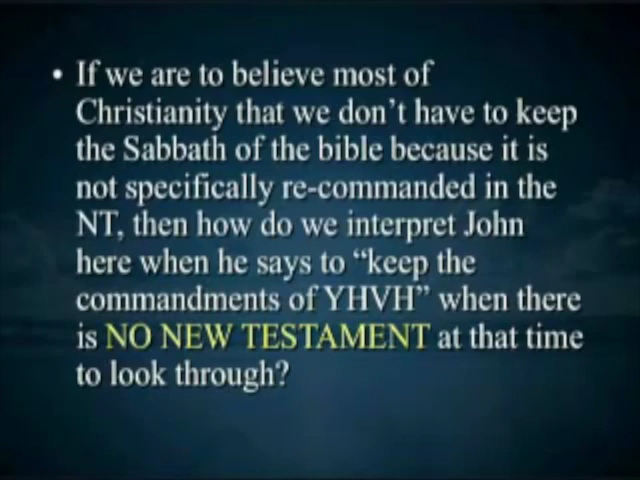 • If we are to believe most of
Christianity that we don't have to keep
the Sabbath of the bible because it is
not specifically re-commanded in the
NT, then how do we interpret John
here when he says to “keep the
commandments of YHVH” when there
is NO NEW TESTAMENT at that time
to look through?